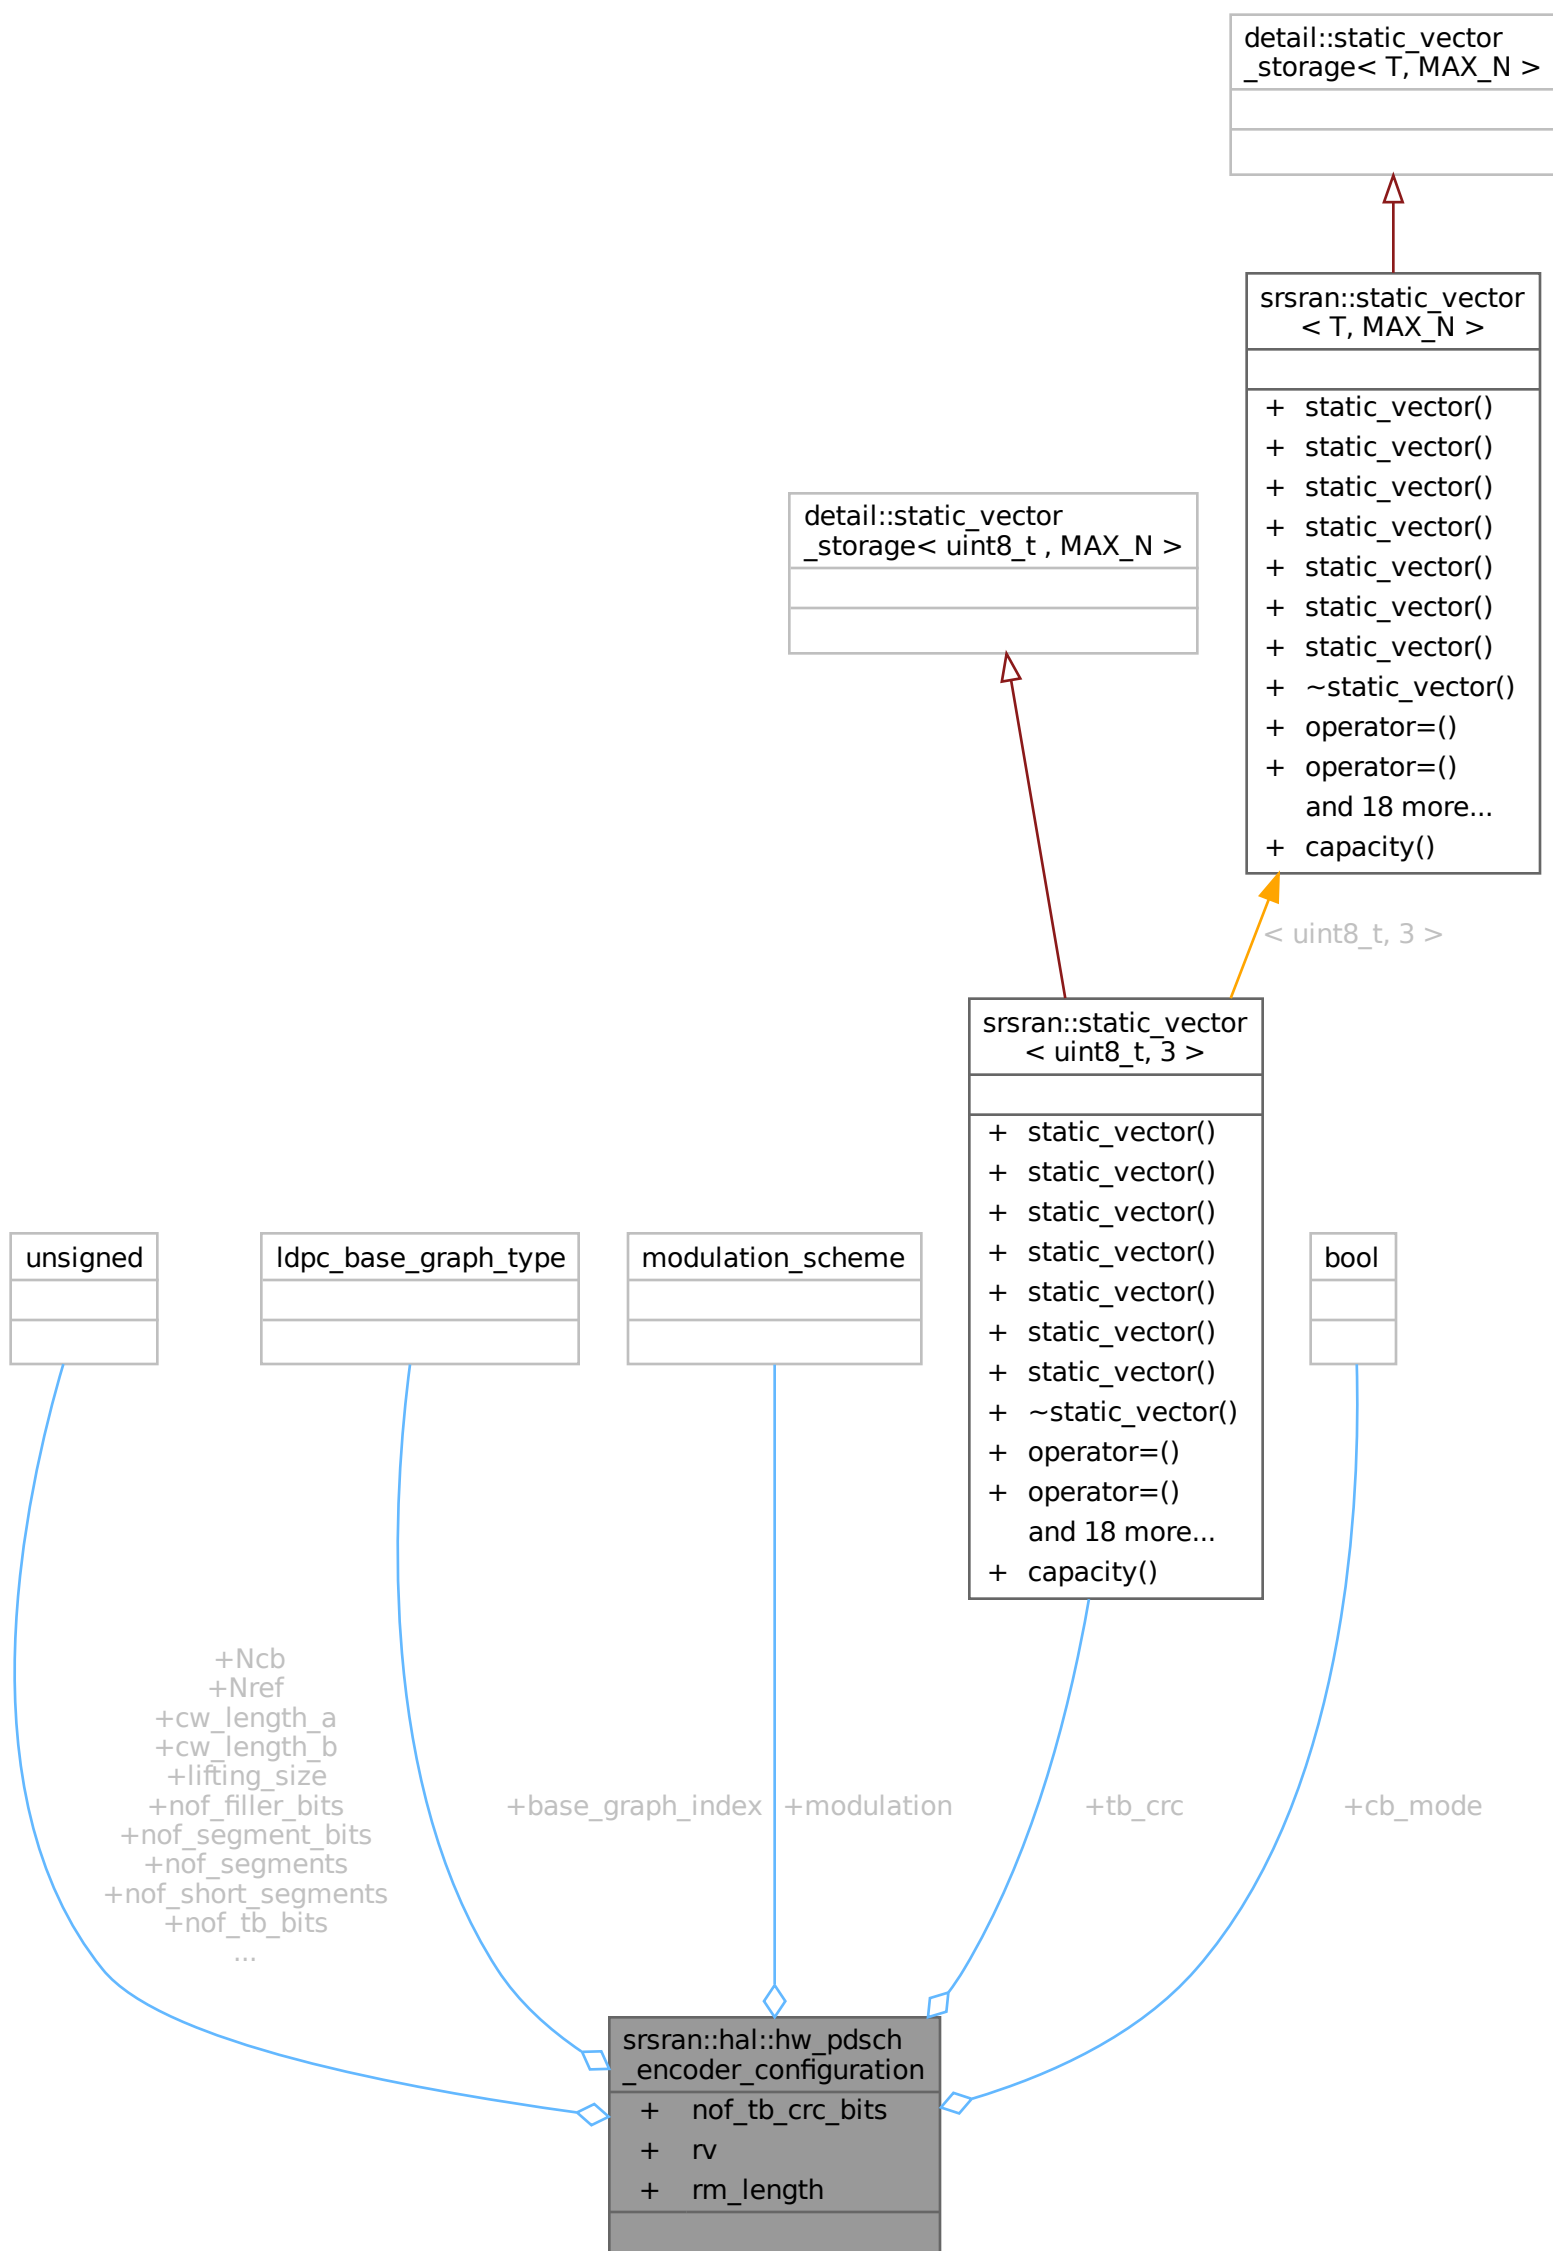 detail::static_vector
_storage< T, MAX_N >
srsran::static_vector
< T, MAX_N >
+ static_vector()
+ static_vector()
+ static_vector()
+ static_vector()
+ static_vector()
+ static_vector()
+ static_vector()
+ ~static_vector()
+ operator=()
+ operator=()
and 18 more...
+ capacity()
detail::static_vector
_storage< uint8_t , MAX_N >
< uint8_t, 3 >
srsran::static_vector
< uint8_t, 3 >
+ static_vector()
+ static_vector()
+ static_vector()
+ static_vector()
+ static_vector()
+ static_vector()
+ static_vector()
+ ~static_vector()
+ operator=()
+ operator=()
and 18 more...
+ capacity()
unsigned
ldpc_base_graph_type
modulation_scheme
bool
+Ncb
+Nref
+cw_length_a
+cw_length_b
+lifting_size
+nof_filler_bits
+nof_segment_bits
+nof_segments
+nof_short_segments
+nof_tb_bits
...
+base_graph_index
+modulation
+tb_crc
+cb_mode
srsran::hal::hw_pdsch
_encoder_configuration
+ nof_tb_crc_bits
+ rv
+ rm_length